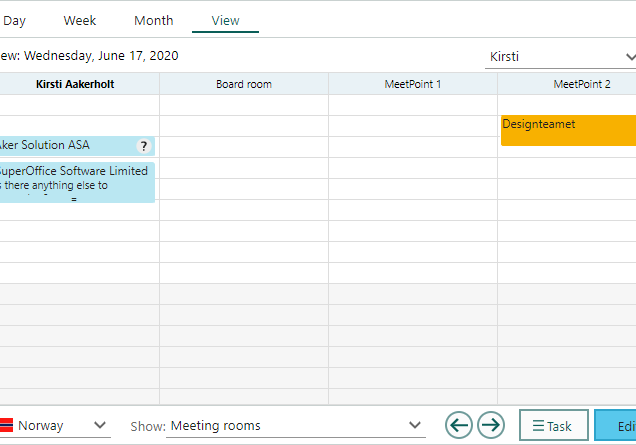 Day Week Month View
ew: Wednesday, June 17, 2020
Kirsti
Kirsti Aakerholt Board room MeetPoint 1 MeetPoint 2
Designteamet
ker Solution ASA ?
uperOffice Software Limited
s there anything else to
Norway Show: Meeting rooms Task Edi